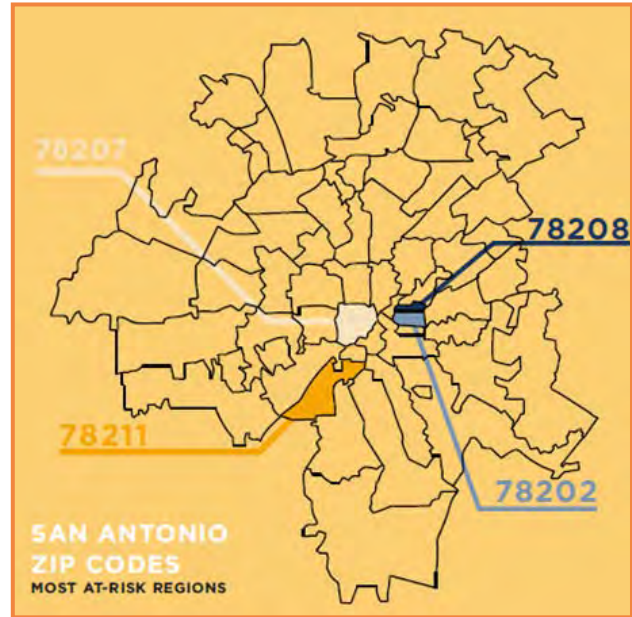 78207
78208
78211
78202
SAN ANTONIO
ZIP CODES
MOST AT-RISK REGIONS